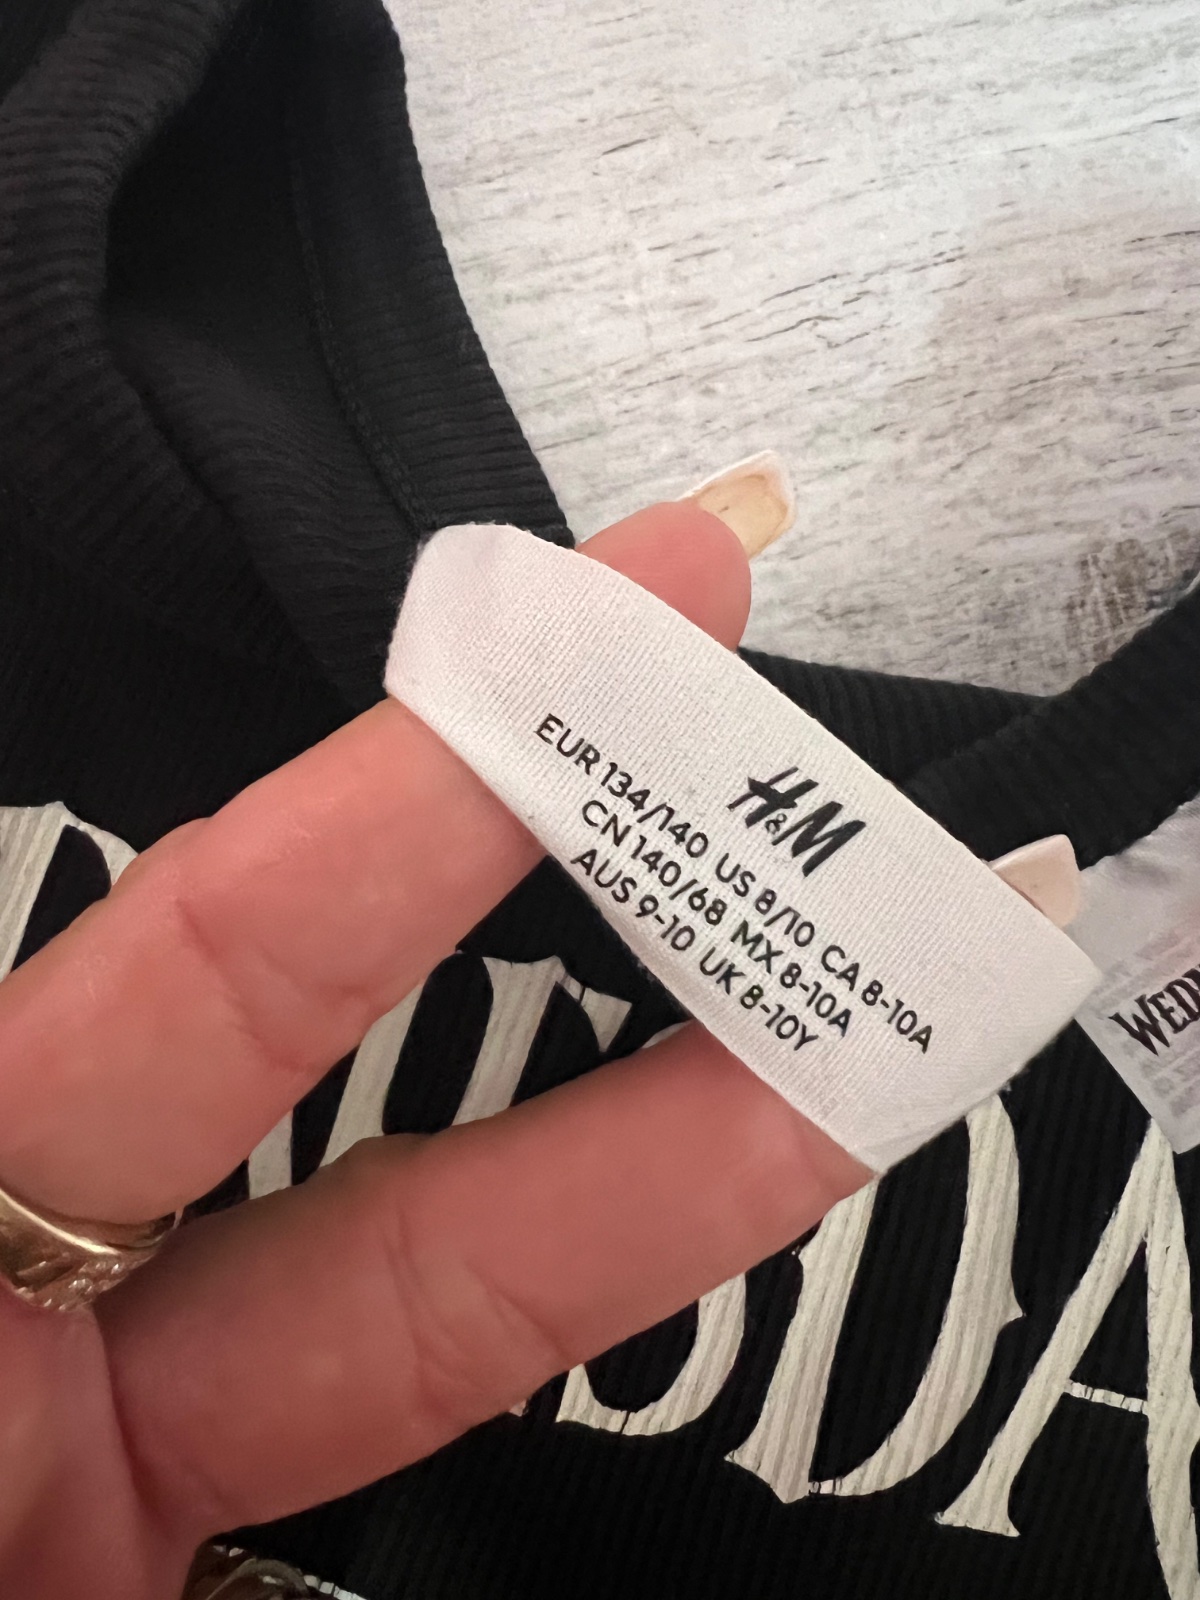 H&M
EUR 134/140 US 8/10 CA 8-10A
CN 140/68 MX 8-10A
AUS 9-10 UK 8-10Y